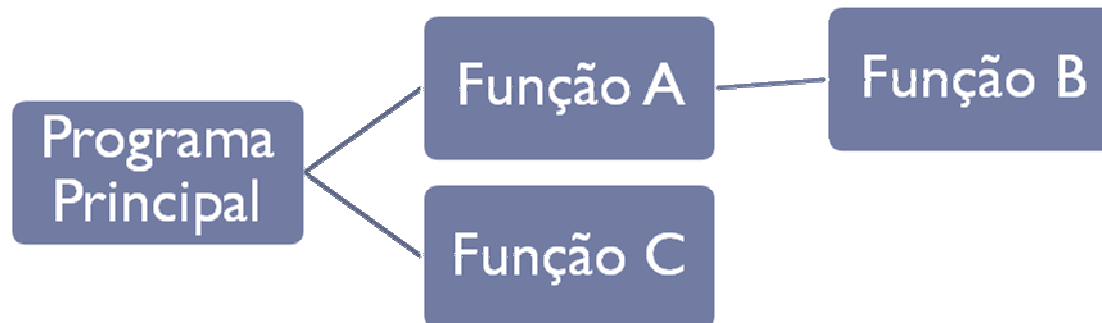 Programa
Principal
Função A
Função B
Função C